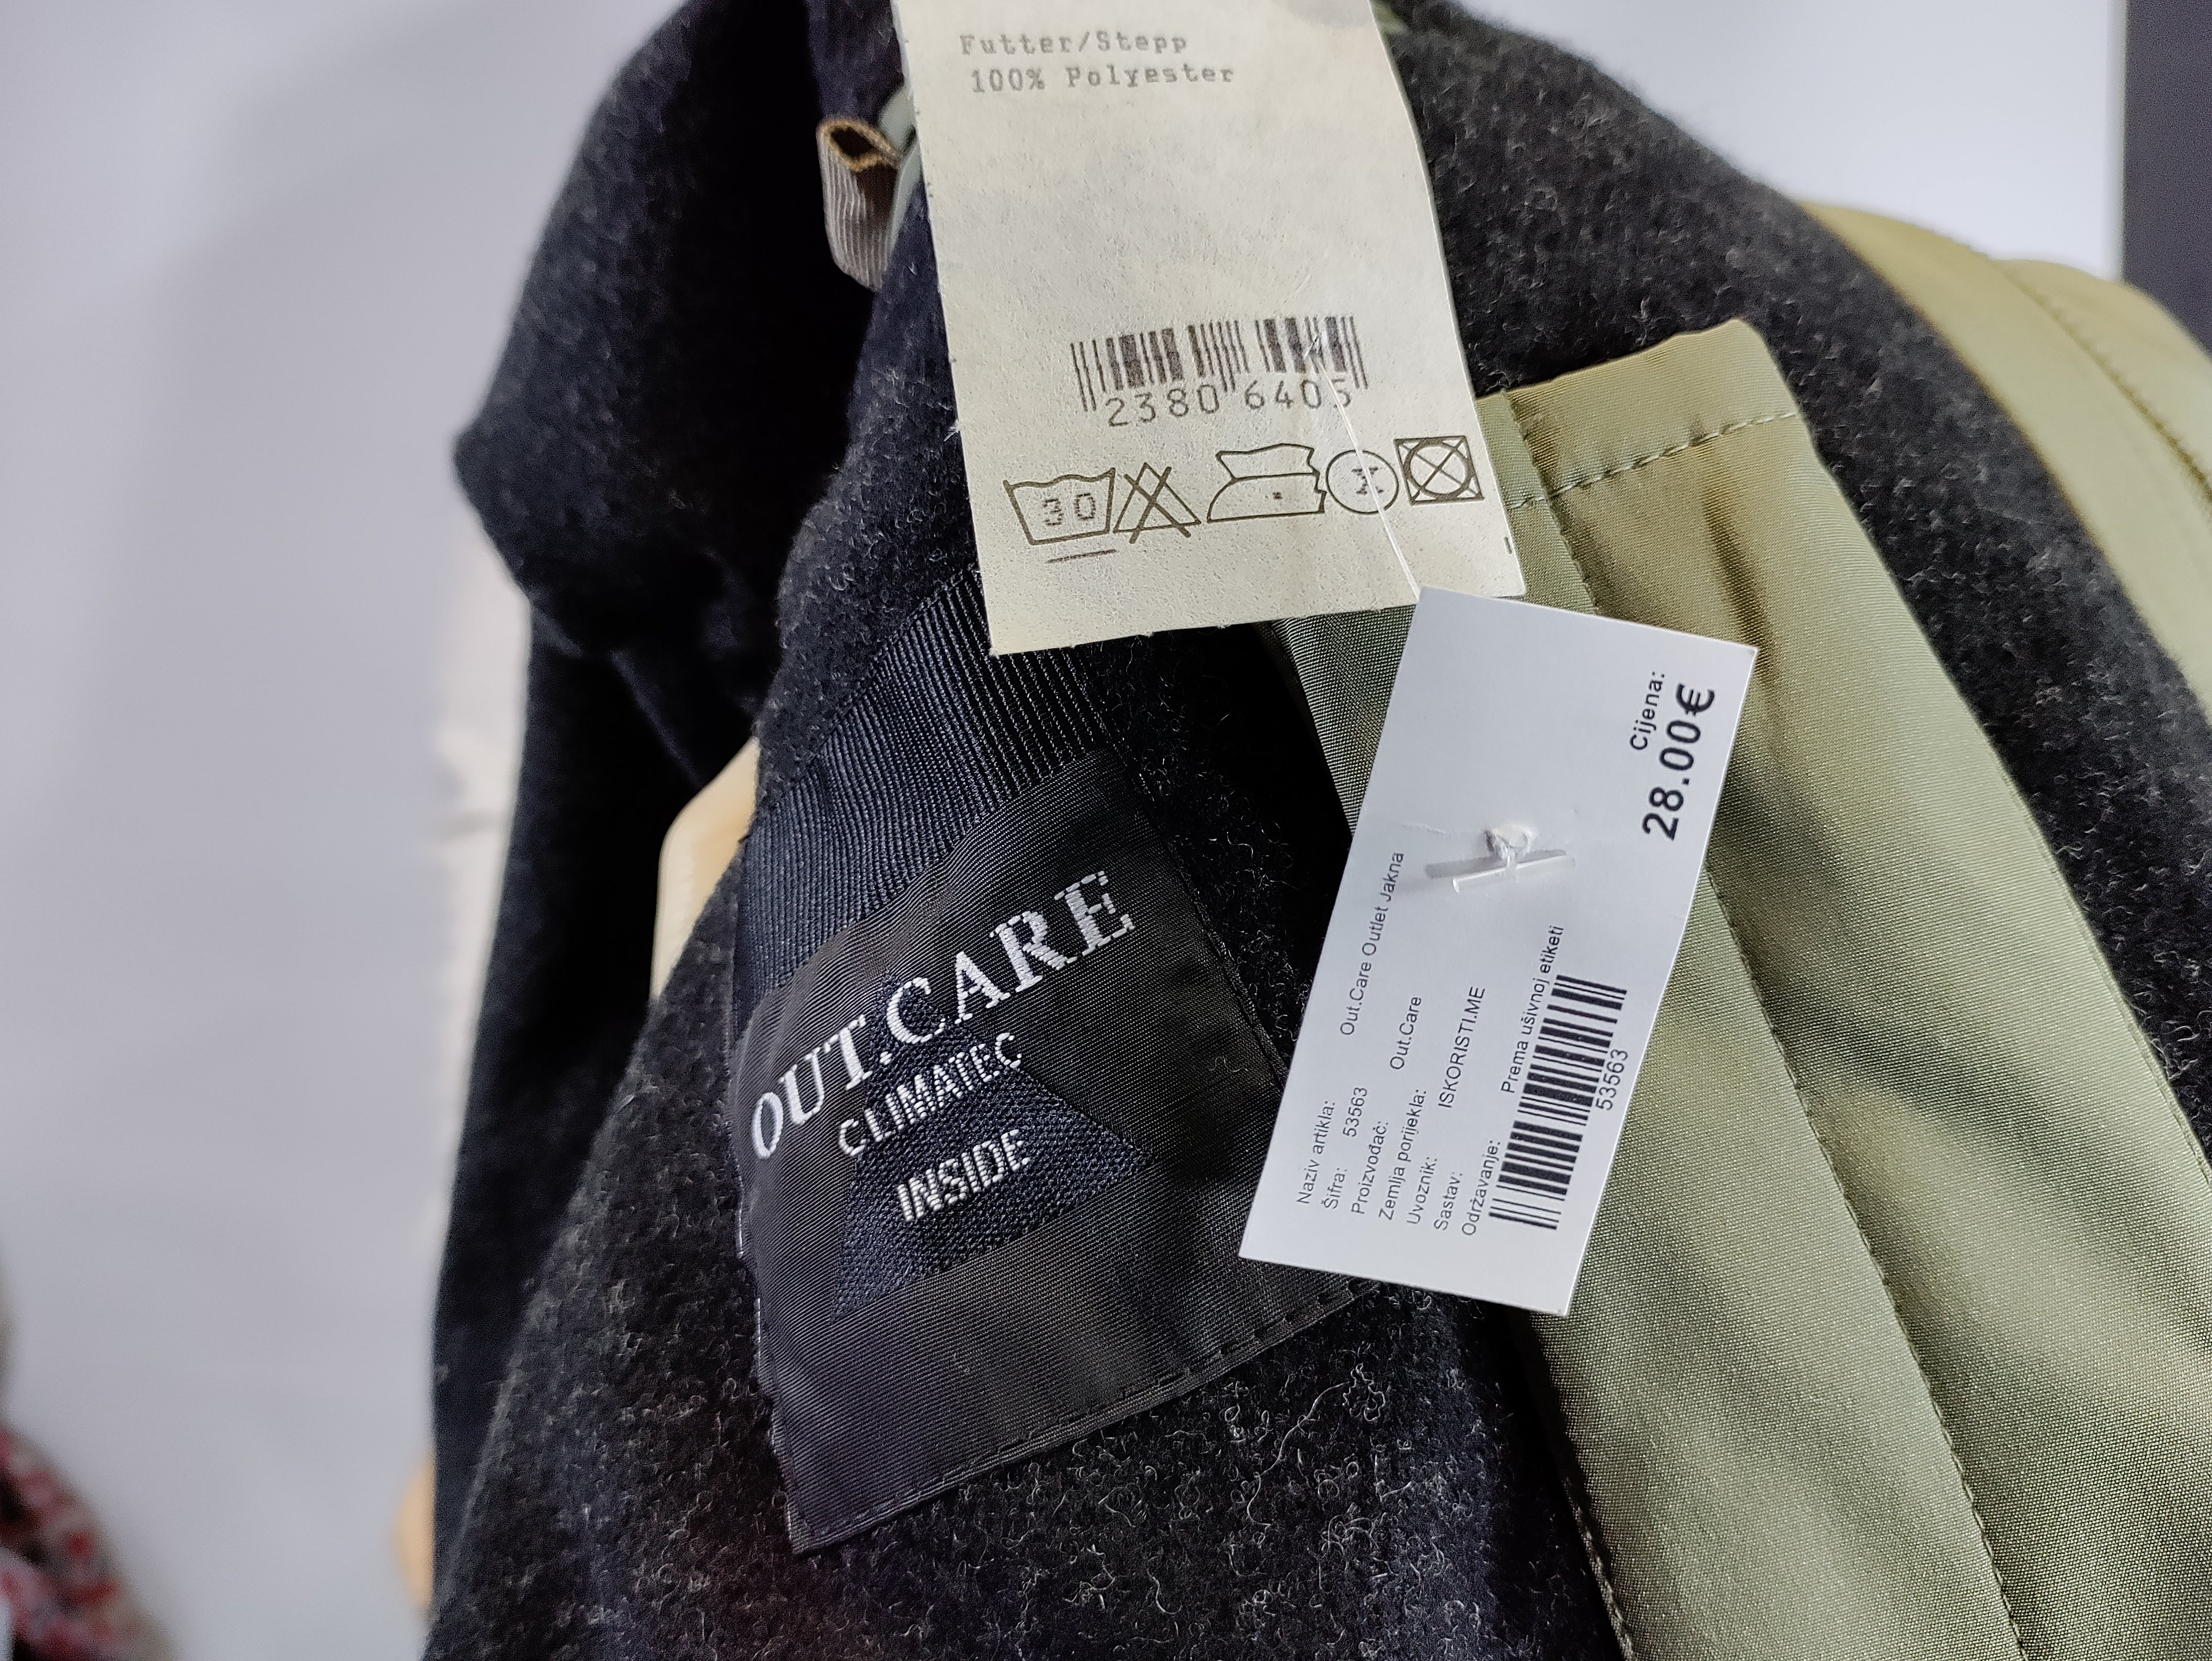 Futter/Stepp
100% Polyester
2380 6405
30
OUT.CARE
CLIMATEC
INSIDE
Cijena:
28.00€
Naziv artikla: Out.Care Outlet Jakna
Šifra: 53563
Proizvođač: Out.Care
Zemlja porijekla:
Uvoznik: ISKORISTI.ME
Sastav:
Održavanje: Prema ušivnoj etiketi
53563